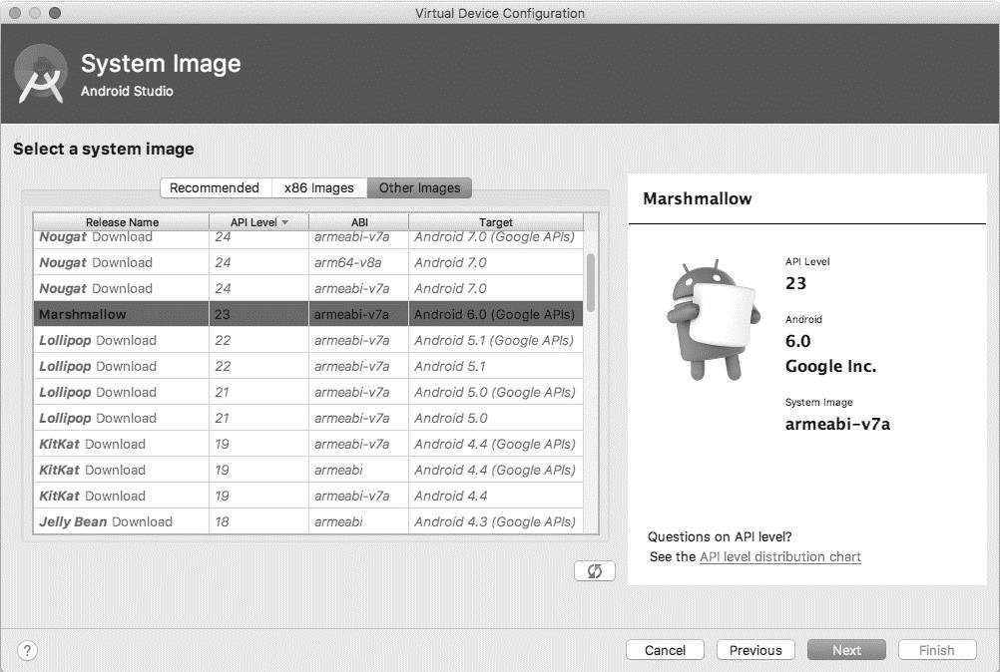 Virtual Device Configuration
System Image
Android Studio
Select a system image
Recommended x86 Images Other Images
Release Name API Level ABI Target
Nougat Download 24 armeabi-v7a Android 7.0 (Google APIs)
Nougat Download 24 arm64-v8a Android 7.0
Nougat Download 24 armeabi-v7a Android 7.0
Marshmallow 23 armeabi-v7a Android 6.0 (Google APIs)
Lollipop Download 22 armeabi-v7a Android 5.1 (Google APIs)
Lollipop Download 22 armeabi-v7a Android 5.1
Lollipop Download 21 armeabi-v7a Android 5.0 (Google APIs)
Lollipop Download 21 armeabi-v7a Android 5.0
KitKat Download 19 armeabi-v7a Android 4.4 (Google APIs)
KitKat Download 19 armeabi Android 4.4 (Google APIs)
KitKat Download 19 armeabi-v7a Android 4.4
Jelly Bean Download 18 armeabi Android 4.3 (Google APIs)
Marshmallow
API Level
23
Android
6.0
Google Inc.
System Image
armeabi-v7a
Questions on API level?
See the API level distribution chart
? Cancel Previous Next Finish